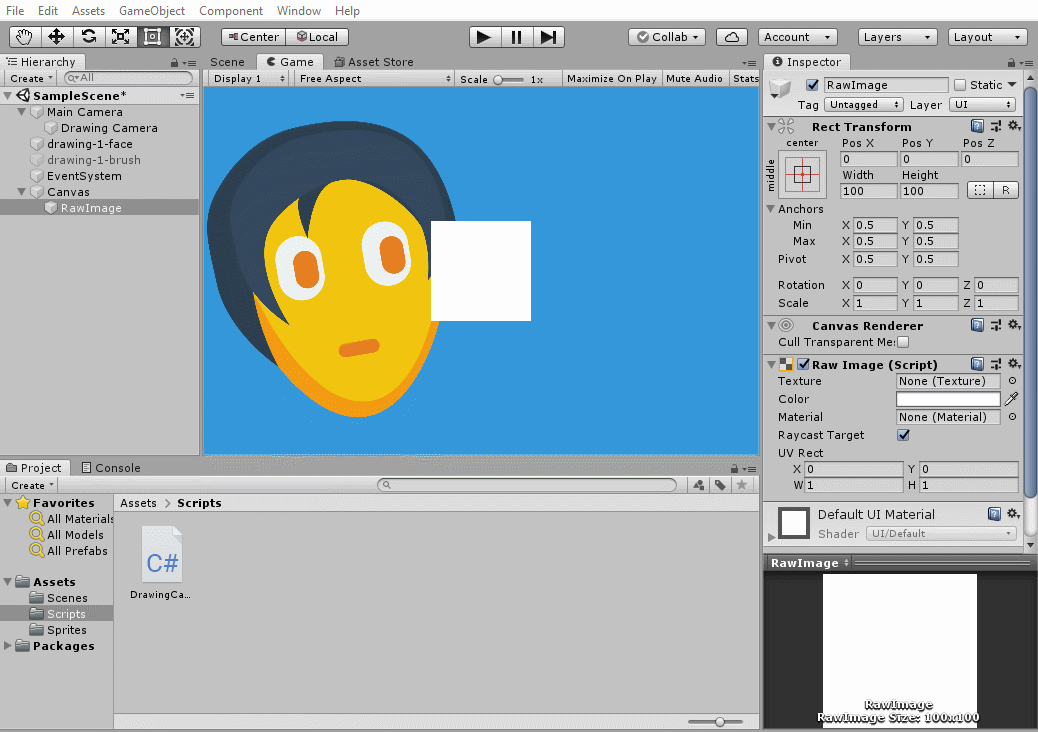 File Edit Assets GameObject Component Window Help
Center Local Collab Account Layers Layout
Hierarchy
Create All
SampleScene*
Main Camera
Drawing Camera
drawing-1-face
drawing-1-brush
EventSystem
Canvas
RawImage
Scene Game Asset Store
Display 1 Free Aspect Scale 1x Maximize On Play Mute Audio Stats
Inspector
RawImage Static
Tag Untagged Layer UI
Rect Transform
center Pos X Pos Y Pos Z
middle 0 0 0
Width Height
100 100 R
Anchors
Min X 0.5 Y 0.5
Max X 0.5 Y 0.5
Pivot X 0.5 Y 0.5
Rotation X 0 Y 0 Z 0
Scale X 1 Y 1 Z 1
Canvas Renderer
Cull Transparent Me:
Raw Image (Script)
Texture None (Texture)
Color
Material None (Material)
Raycast Target
UV Rect
X 0 Y 0
W 1 H 1
Default UI Material
Shader UI/Default
RawImage
RawImage
RawImage Size: 100x100
Project Console
Create
Favorites
All Materials
All Models
All Prefabs
Assets
Scenes
Scripts
Sprites
Packages
Assets > Scripts
C#
DrawingCa...